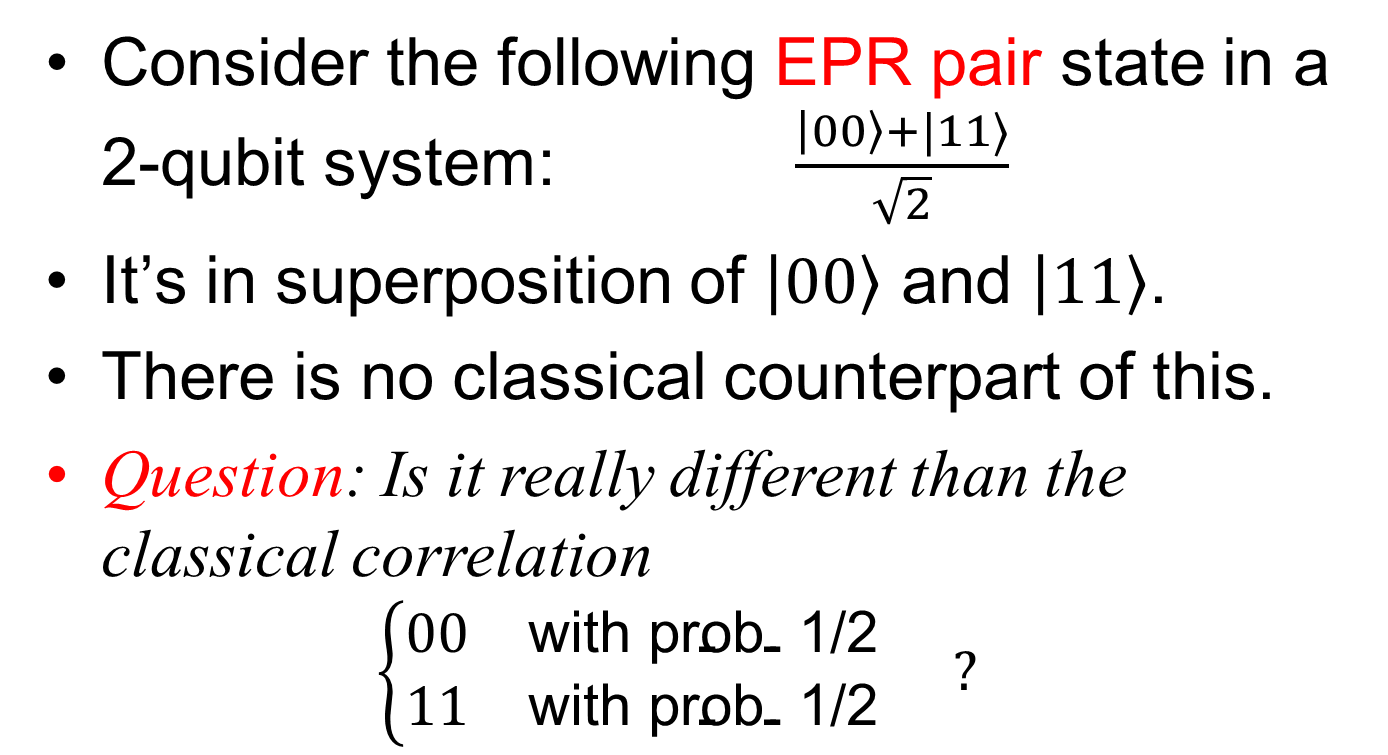 • Consider the following EPR pair state in a
2-qubit system: |00⟩+|11⟩ / √2
• It’s in superposition of |00⟩ and |11⟩.
• There is no classical counterpart of this.
• Question: Is it really different than the
classical correlation
{ 00 with prob. 1/2
11 with prob. 1/2 ?